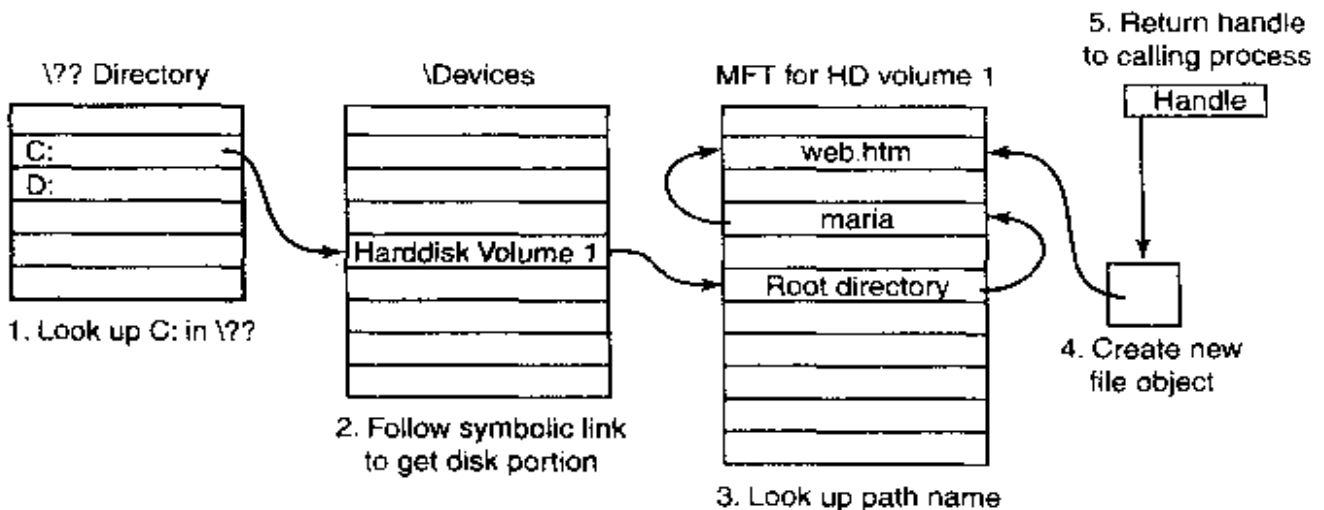 \?? Directory
C:
D:
1. Look up C: in \??
\Devices
Harddisk Volume 1
2. Follow symbolic link
to get disk portion
MFT for HD volume 1
web.htm
maria
Root directory
3. Look up path name
5. Return handle
to calling process
Handle
4. Create new
file object